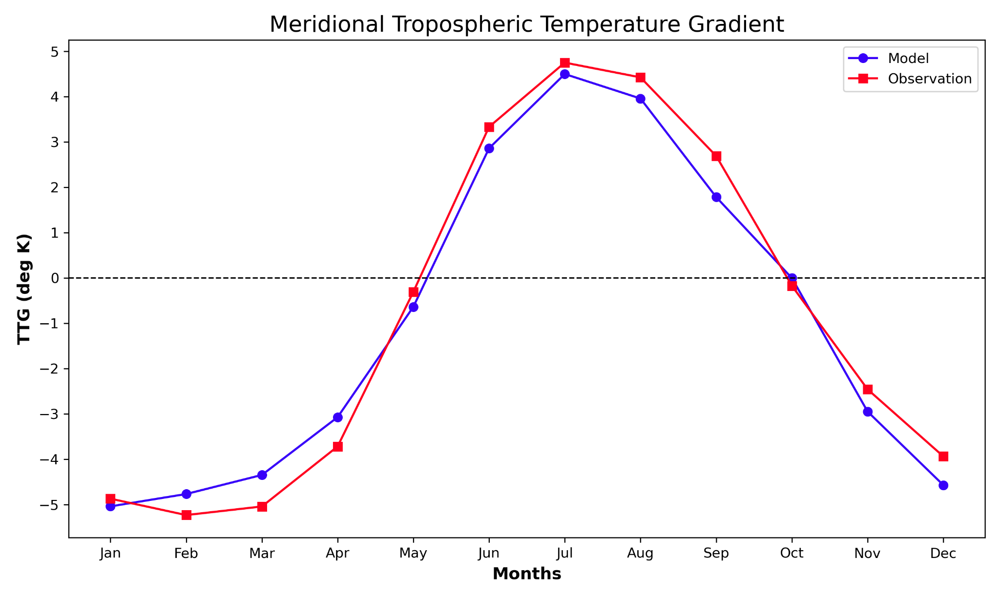 Meridional Tropospheric Temperature Gradient
Model
Observation
5
4
3
2
1
0
−1
−2
−3
−4
−5
TTG (deg K)
Jan Feb Mar Apr May Jun Jul Aug Sep Oct Nov Dec
Months